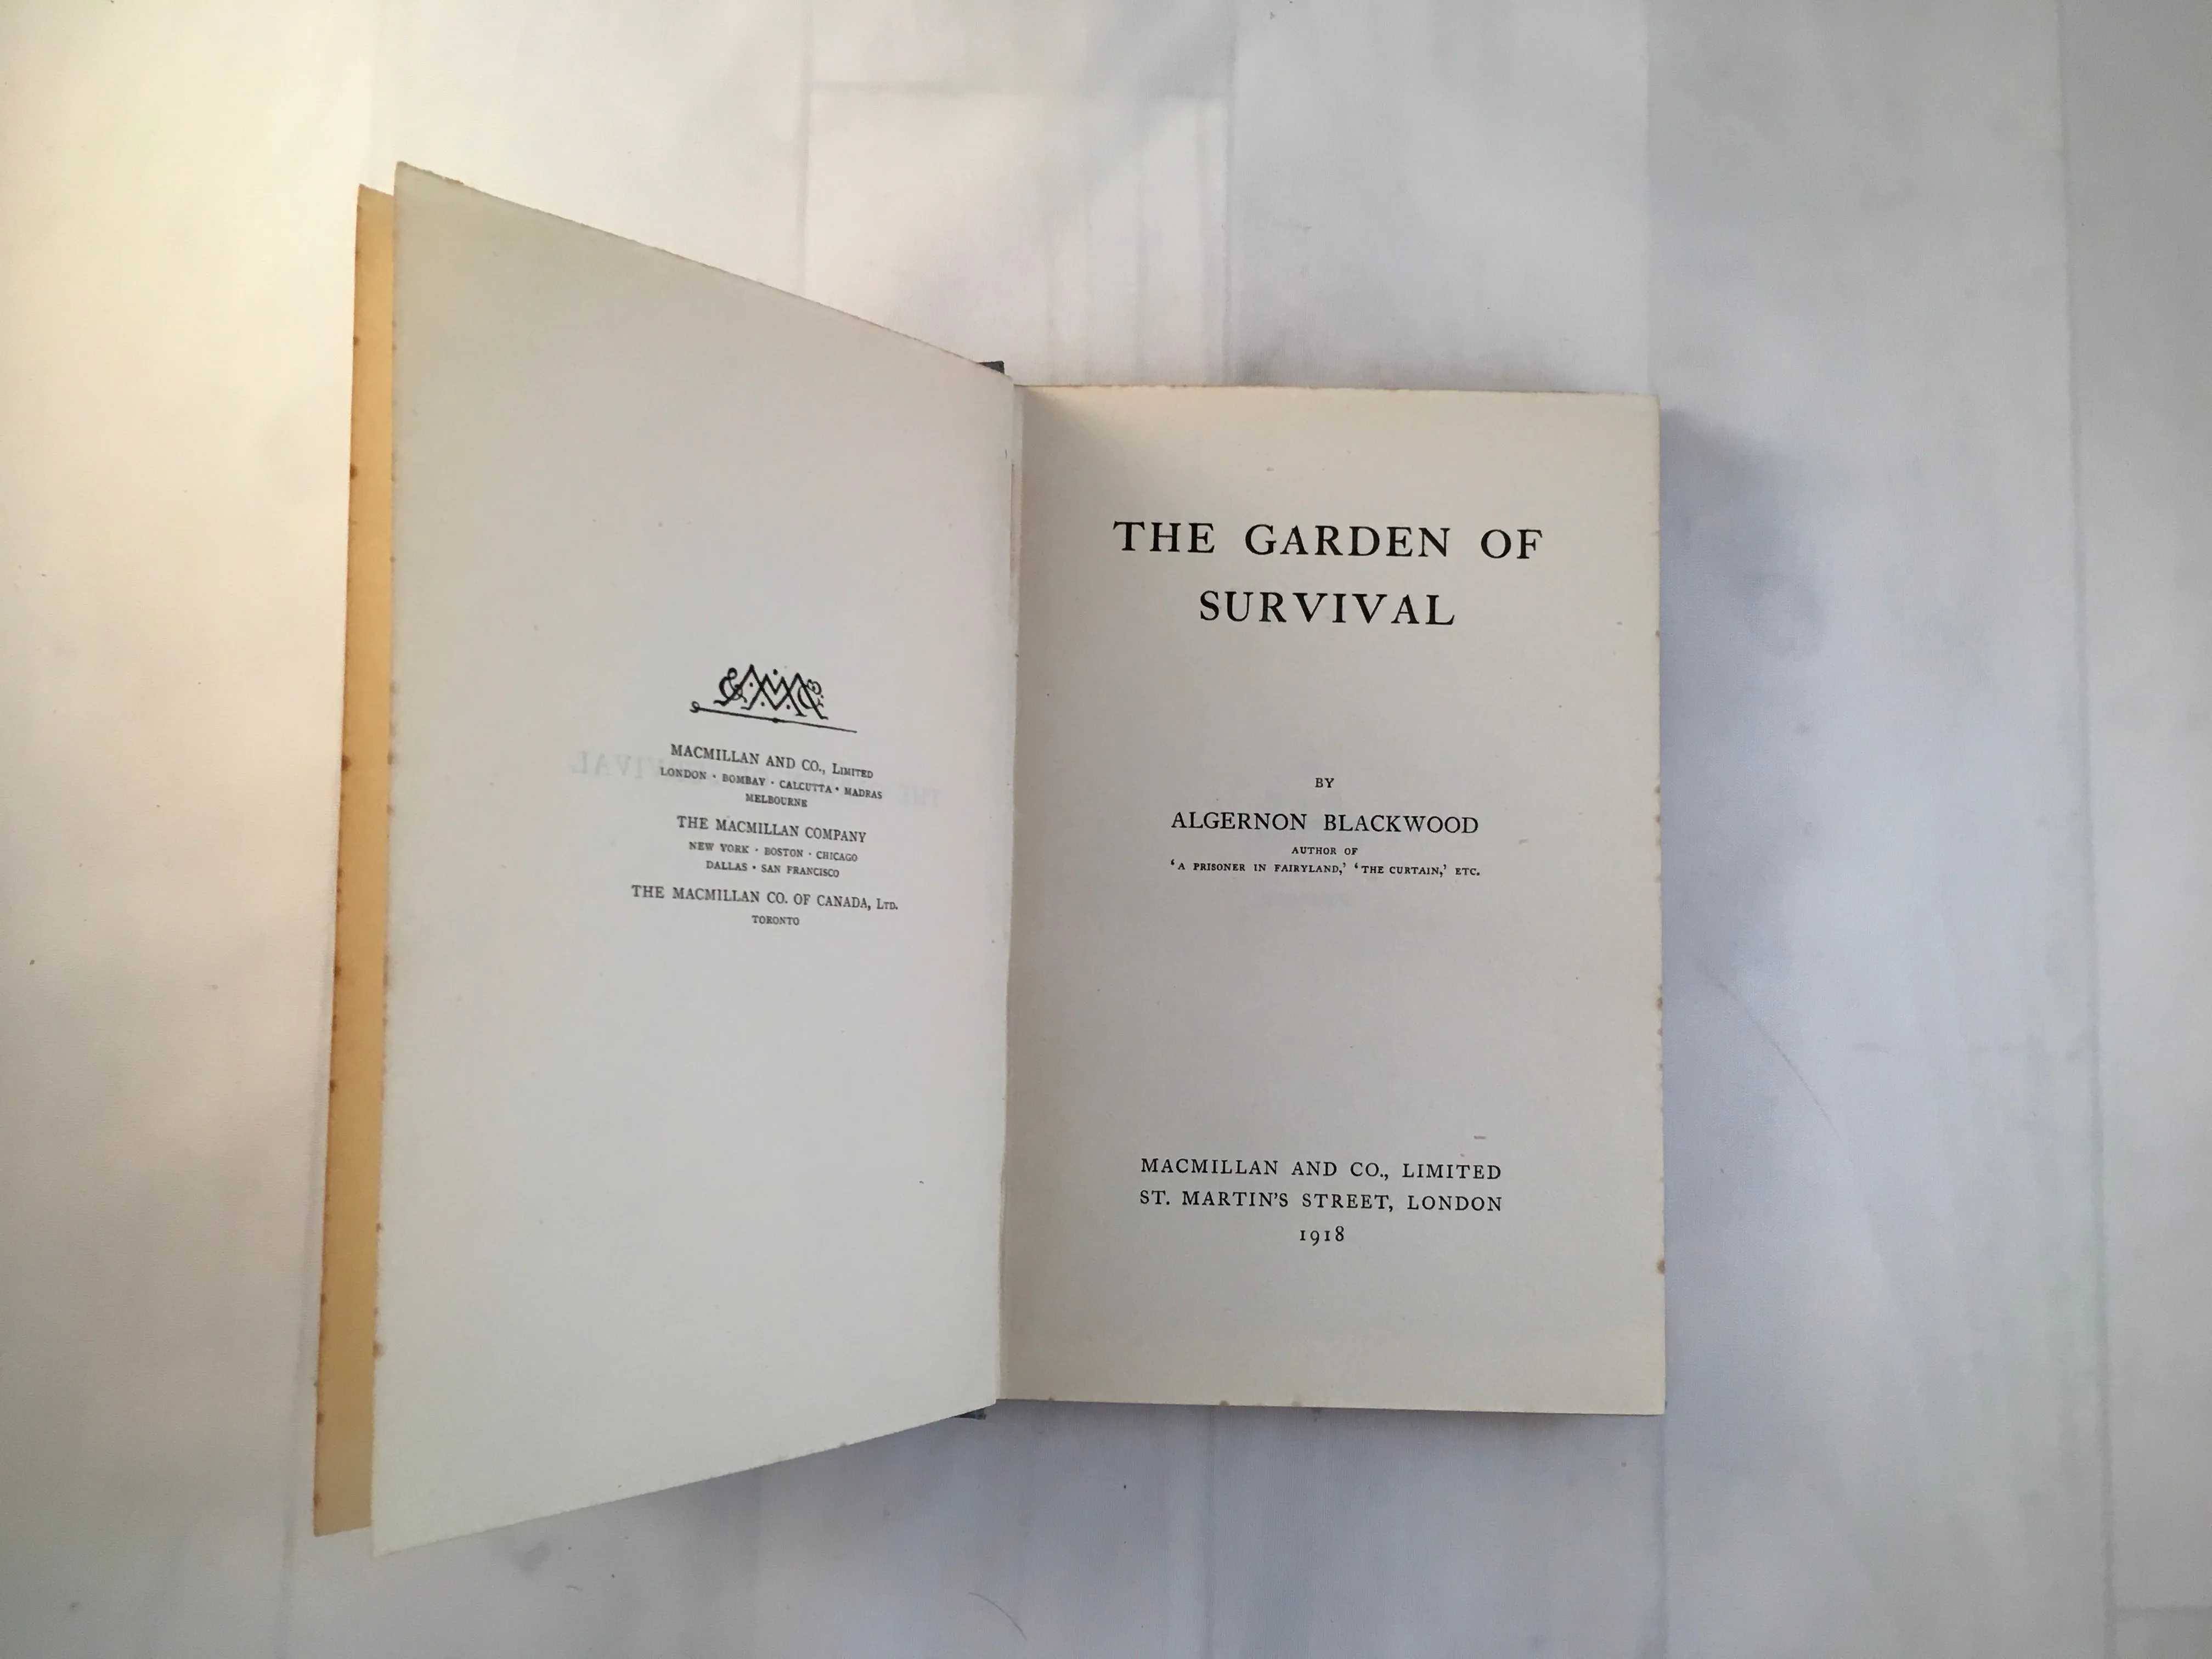 MACMILLAN AND CO., LIMITED
LONDON · BOMBAY · CALCUTTA · MADRAS
MELBOURNE
THE MACMILLAN COMPANY
NEW YORK · BOSTON · CHICAGO
DALLAS · SAN FRANCISCO
THE MACMILLAN CO. OF CANADA, LTD.
TORONTO
THE GARDEN OF
SURVIVAL
BY
ALGERNON BLACKWOOD
AUTHOR OF
‘A PRISONER IN FAIRYLAND,’ ‘THE CURTAIN,’ ETC.
MACMILLAN AND CO., LIMITED
ST. MARTIN'S STREET, LONDON
1918